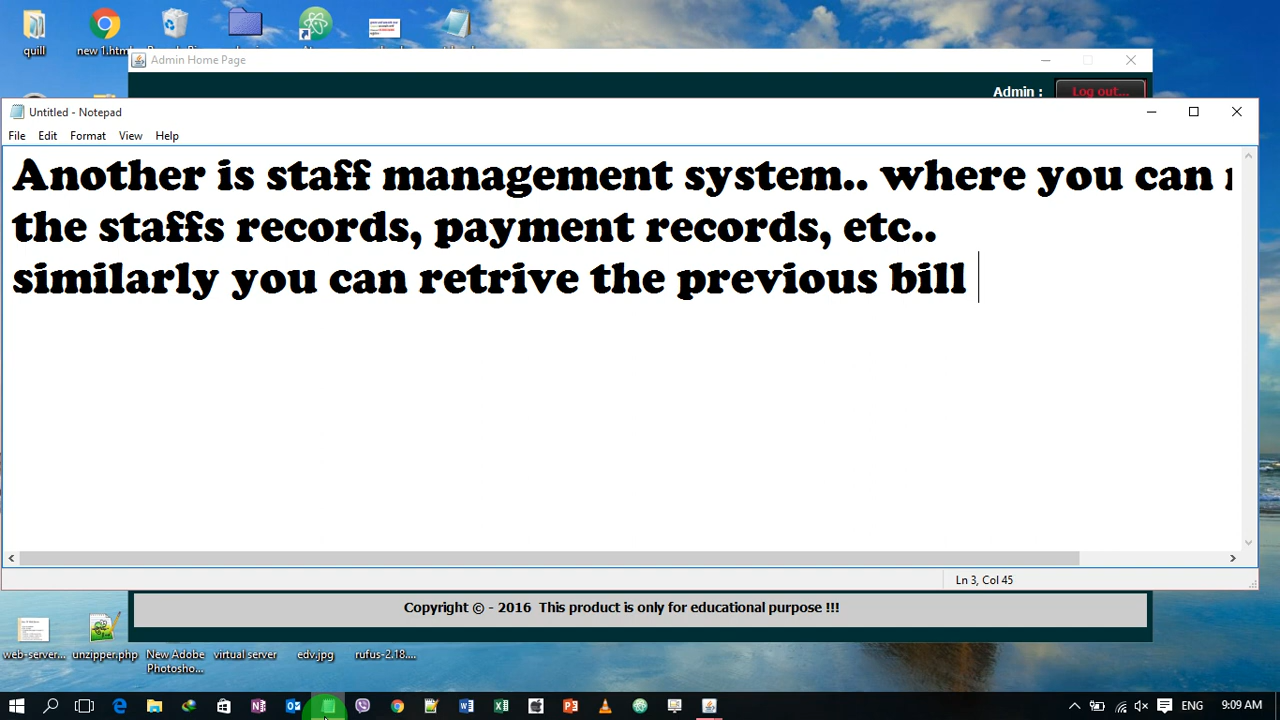 quill
new 1.htm
Admin Home Page
Admin :
Log out...
Untitled - Notepad
File Edit Format View Help
Another is staff management system.. where you can
the staffs records, payment records, etc..
similarly you can retrive the previous bill
Ln 3, Col 45
Copyright © - 2016 This product is only for educational purpose !!!
web-server... unzipper.php New Adobe Photosho... virtual server edv.jpg rufus-2.18....
ENG 9:09 AM